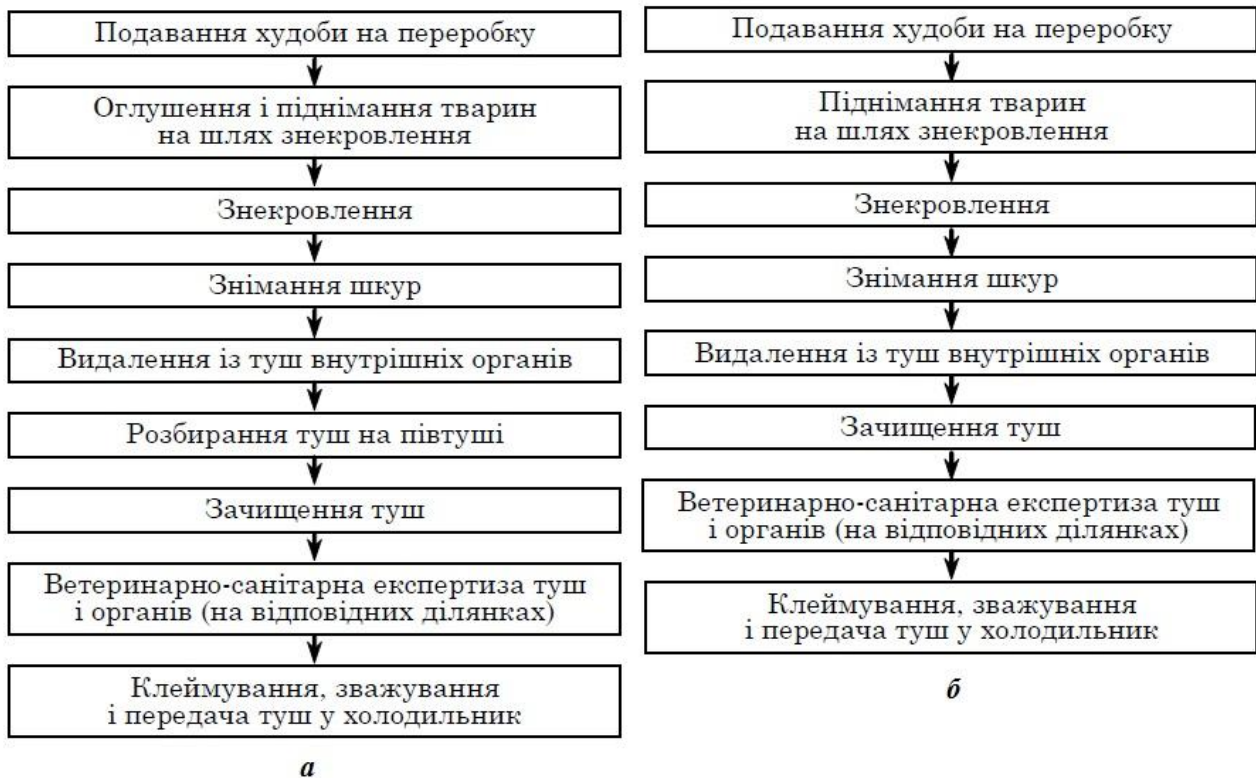 Подавання худоби на переробку
Оглушення і піднімання тварин
на шлях знекровлення
Знекровлення
Знімання шкур
Видалення із туш внутрішніх органів
Розбирання туш на півтуші
Зачищення туш
Ветеринарно-санітарна експертиза туш
і органів (на відповідних ділянках)
Клеймування, зважування
і передача туш у холодильник
а
Подавання худоби на переробку
Піднімання тварин
на шлях знекровлення
Знекровлення
Знімання шкур
Видалення із туш внутрішніх органів
Зачищення туш
Ветеринарно-санітарна експертиза туш
і органів (на відповідних ділянках)
Клеймування, зважування
і передача туш у холодильник
б